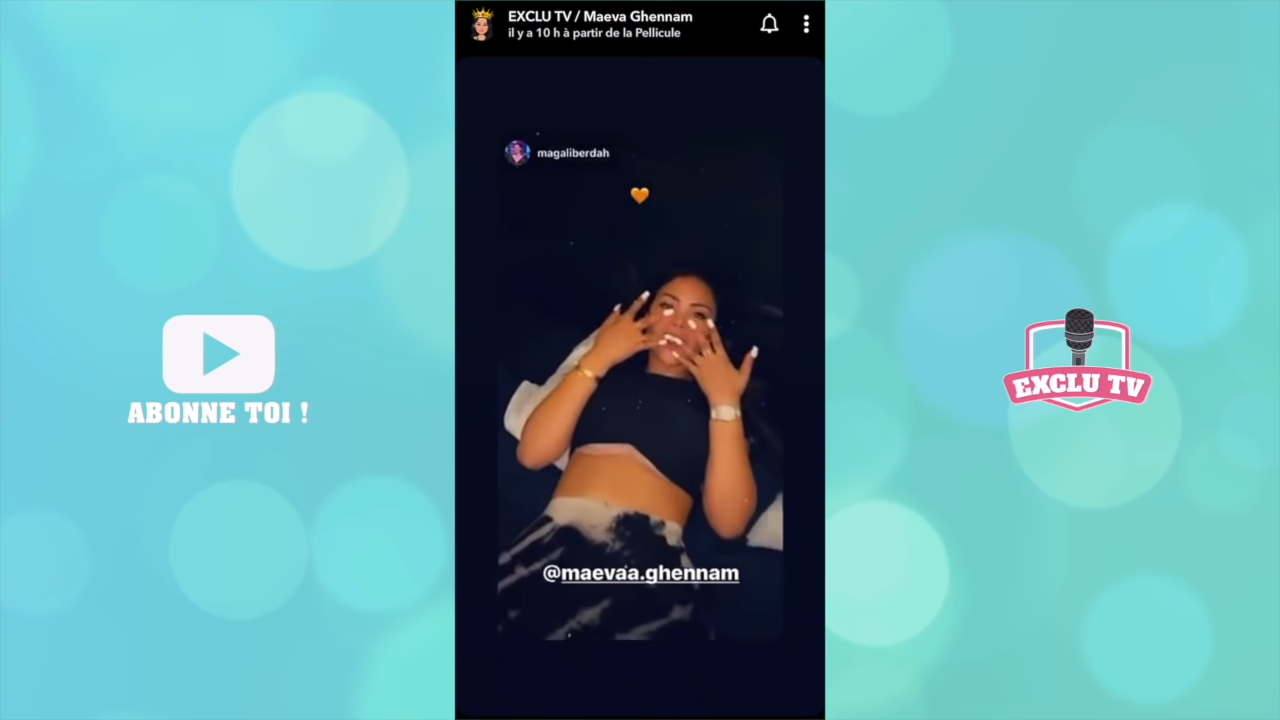 EXCLU TV / Maeva Ghennam
il y a 10 h à partir de la Pellicule
magaliberdah
@maevaa.ghennam
ABONNE TOI !
EXCLU TV